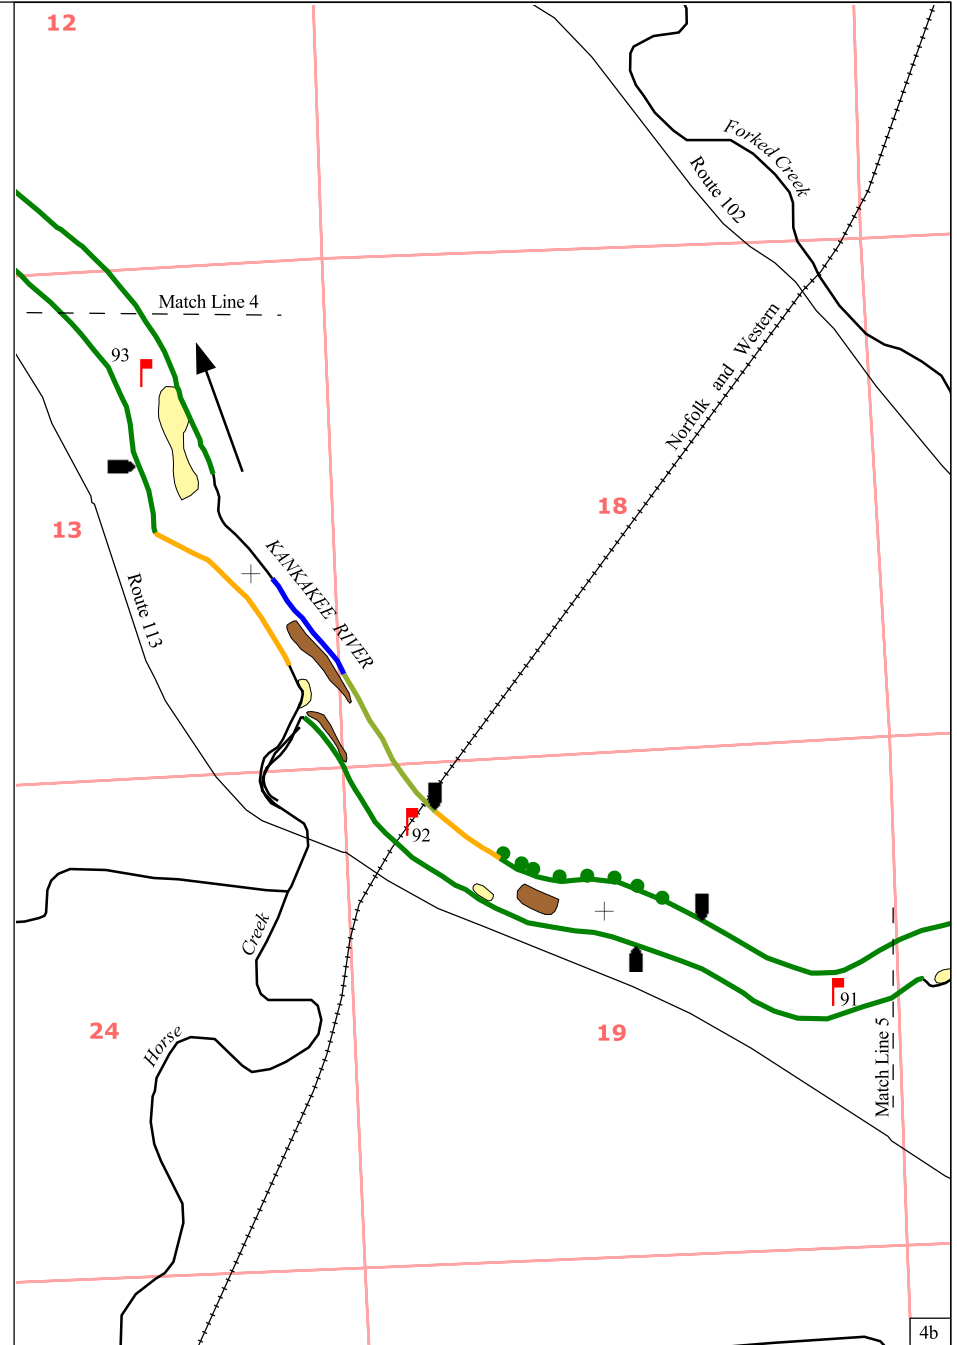 12
Forked Creek
Route 102
Match Line 4
93
Norfolk and Western
18
13
KANKAKEE RIVER
Route 113
92
Creek
91
Horse
24
19
Match Line 5
4b